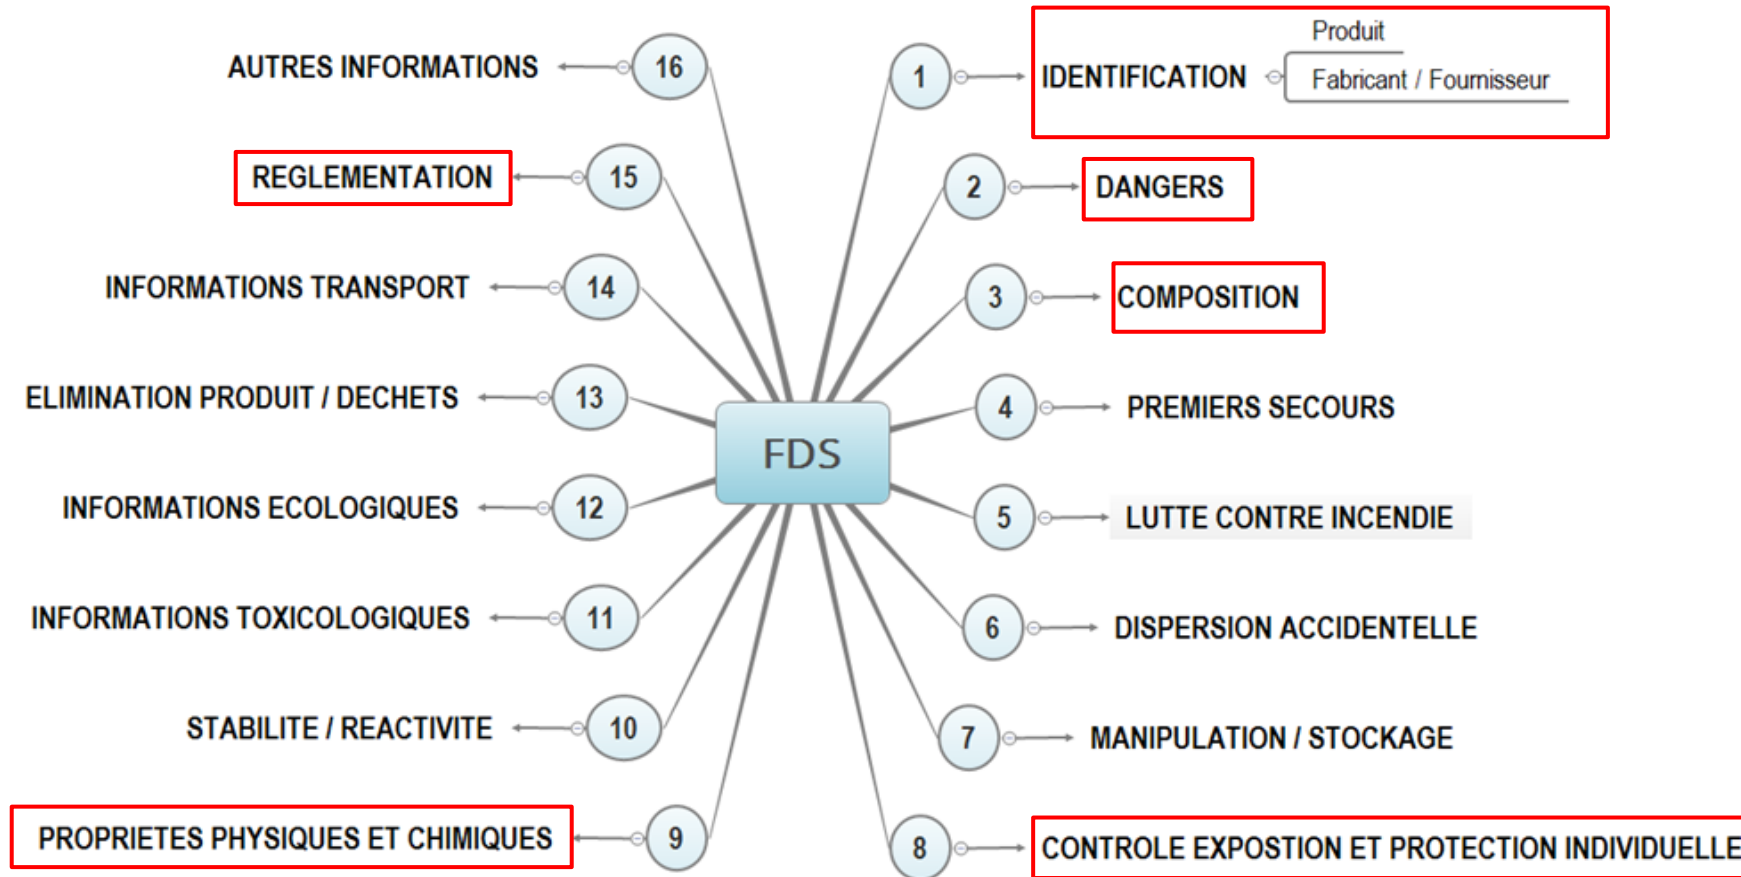 FDS
1
IDENTIFICATION
Produit
Fabricant / Fournisseur
2
DANGERS
3
COMPOSITION
4
PREMIERS SECOURS
5
LUTTE CONTRE INCENDIE
6
DISPERSION ACCIDENTELLE
7
MANIPULATION / STOCKAGE
8
CONTROLE EXPOSTION ET PROTECTION INDIVIDUELLE
9
PROPRIETES PHYSIQUES ET CHIMIQUES
10
STABILITE / REACTIVITE
11
INFORMATIONS TOXICOLOGIQUES
12
INFORMATIONS ECOLOGIQUES
13
ELIMINATION PRODUIT / DECHETS
14
INFORMATIONS TRANSPORT
15
REGLEMENTATION
16
AUTRES INFORMATIONS